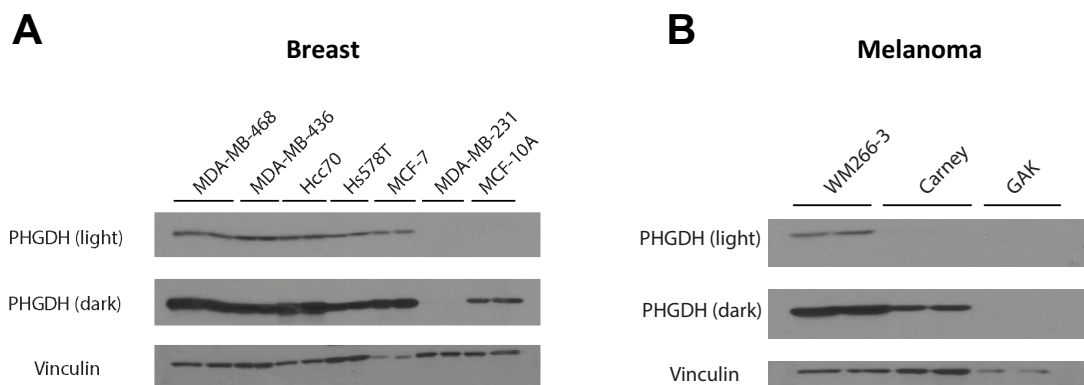 A
Breast
MDA-MB-468
MDA-MB-436
Hcc70
Hs578T
MCF-7
MDA-MB-231
MCF-10A
PHGDH (light)
PHGDH (dark)
Vinculin
B
Melanoma
WM266-3
Carney
GAK
PHGDH (light)
PHGDH (dark)
Vinculin